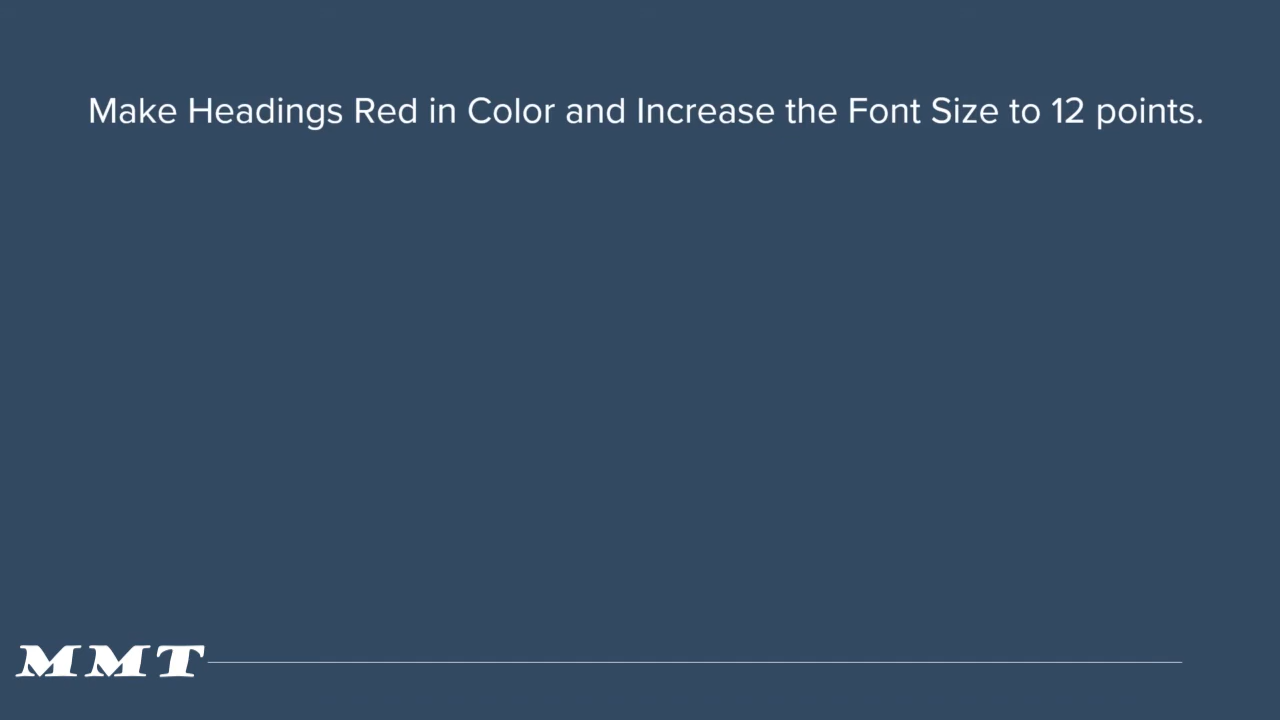 Make Headings Red in Color and Increase the Font Size to 12 points.
MMT